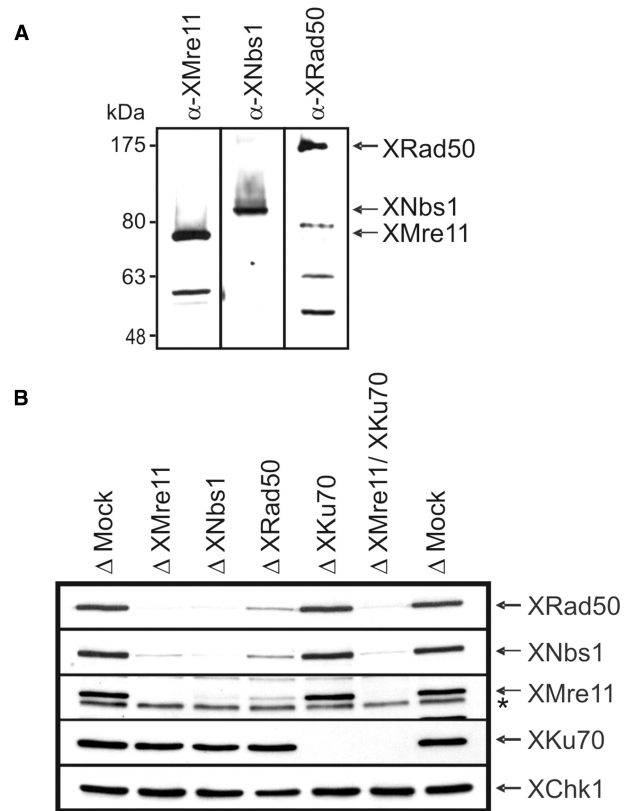 A
α-XMre11
α-XNbs1
α-XRad50
kDa
175
80
63
48
XRad50
XNbs1
XMre11
B
Δ Mock
Δ XMre11
Δ XNbs1
Δ XRad50
Δ XKu70
Δ XMre11/ XKu70
Δ Mock
XRad50
XNbs1
XMre11
*
XKu70
XChk1